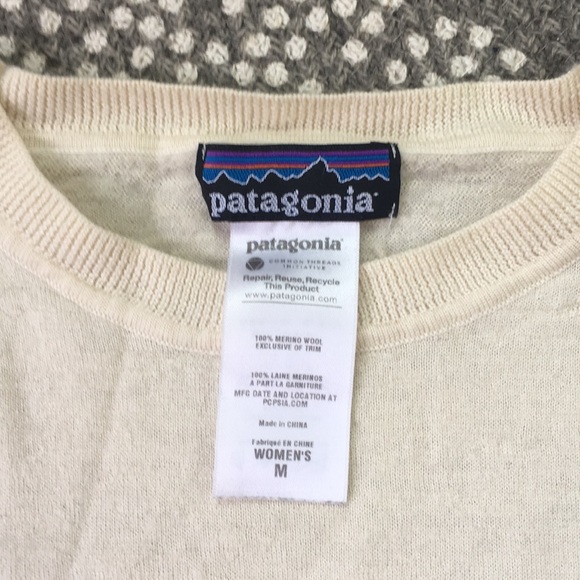 patagonia
patagonia
COMMON THREADS
INITIATIVE
Repair, Reuse, Recycle
This Product
www.patagonia.com
100% MERINO WOOL
EXCLUSIVE OF TRIM
100% LAINE MERINOS
A PART LA GARNITURE
MFG DATE AND LOCATION AT
PCPSIA.COM
Made in CHINA
Fabriqué EN CHINE
WOMEN'S
M